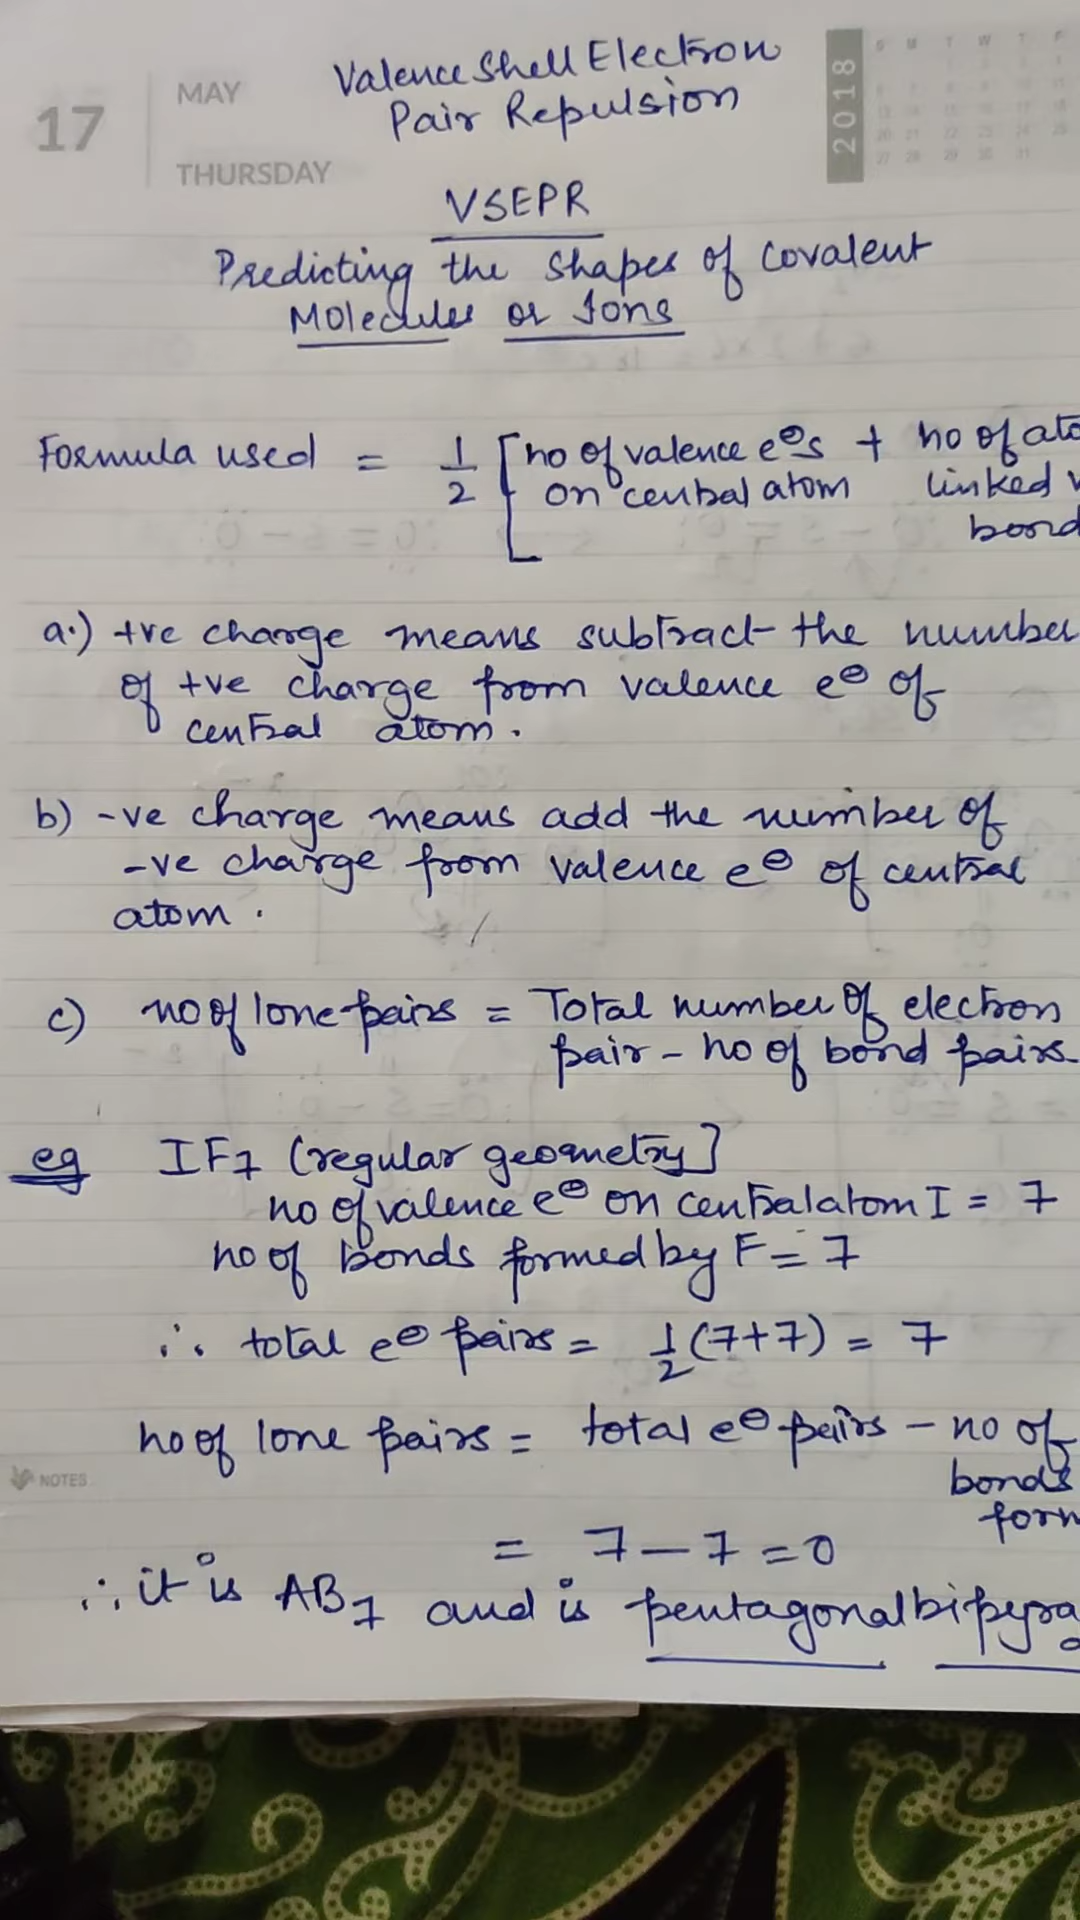 17
MAY
THURSDAY
2018
Valence Shell Electron
Pair Repulsion
VSEPR
Predicting the Shapes of Covalent
Molecules or Ions
Formula used = 1/2 [no of valence e⊖s + no of ato
on central atom linked
bond
a.) +ve charge means subtract the number
of +ve charge from valence e⊖ of
central atom.
b) -ve charge means add the number of
-ve charge from valence e⊖ of central
atom.
c) no of lone pairs = Total number of electron
pair - no of bond pairs
eg IF7 (regular geometry]
no of valence e⊖ on central atom I = 7
no of bonds formed by F = 7
∴ total e⊖ pairs = 1/2 (7+7) = 7
no of lone pairs = total e⊖ pairs - no of
bonds
form
NOTES
= 7 - 7 = 0
∴ it is AB7 and is pentagonal bipyra